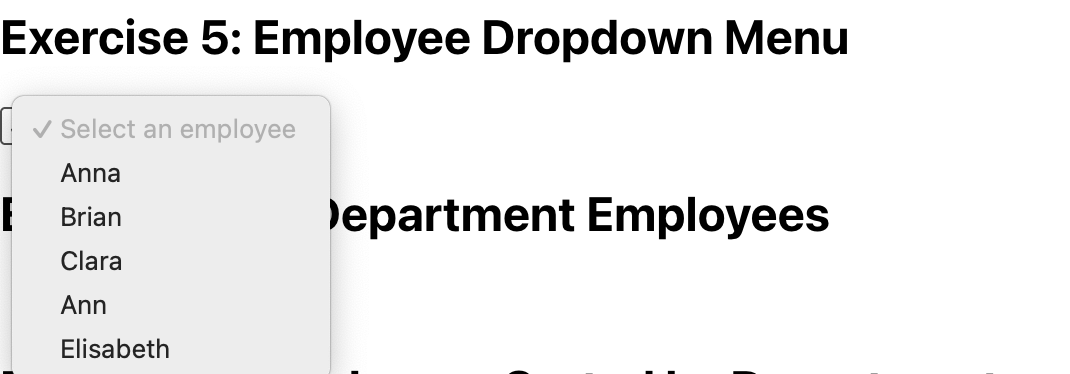 Exercise 5: Employee Dropdown Menu
✓ Select an employee
Anna
Brian
Department Employees
Clara
Ann
Elisabeth